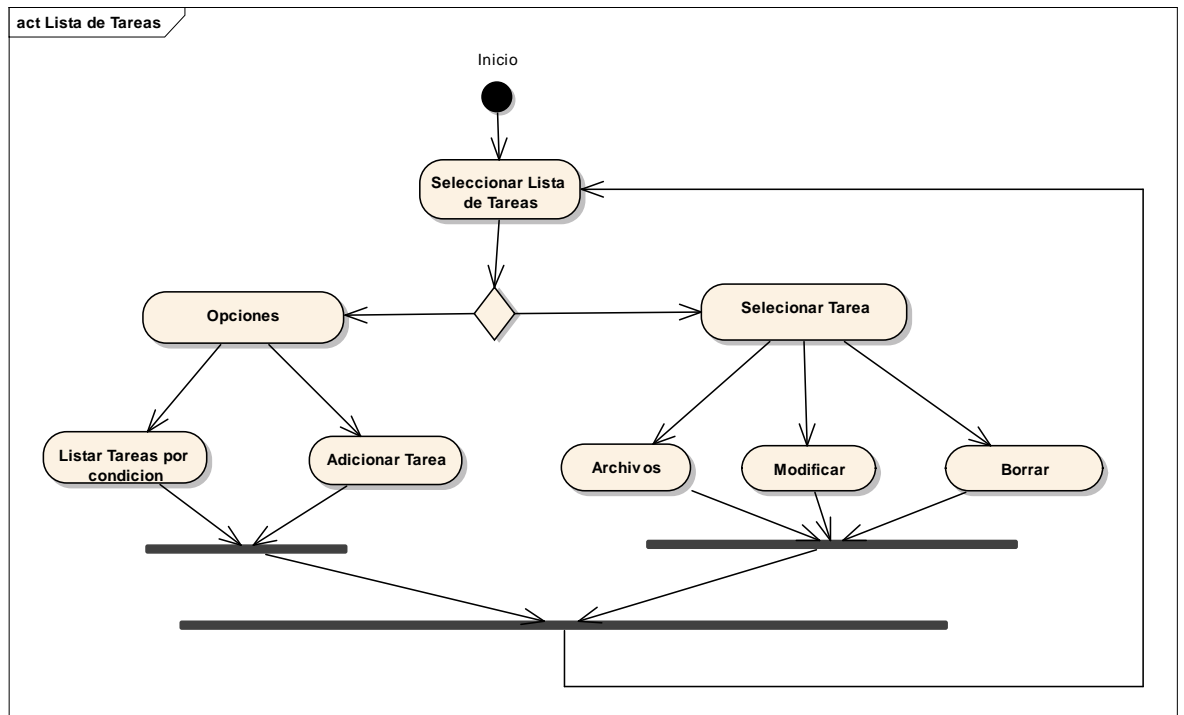 act Lista de Tareas
Inicio
Seleccionar Lista
de Tareas
Opciones
Selecionar Tarea
Listar Tareas por
condicion
Adicionar Tarea
Archivos
Modificar
Borrar